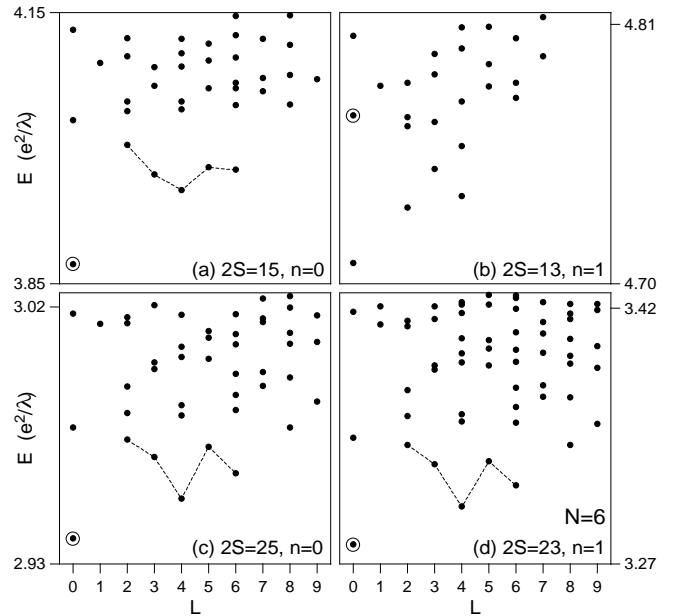 4.15
4.81
E (e²/λ)
(a) 2S=15, n=0
(b) 2S=13, n=1
3.85
4.70
3.02
3.42
E (e²/λ)
N=6
(c) 2S=25, n=0
(d) 2S=23, n=1
2.93
3.27
0 1 2 3 4 5 6 7 8 9
0 1 2 3 4 5 6 7 8 9
L
L